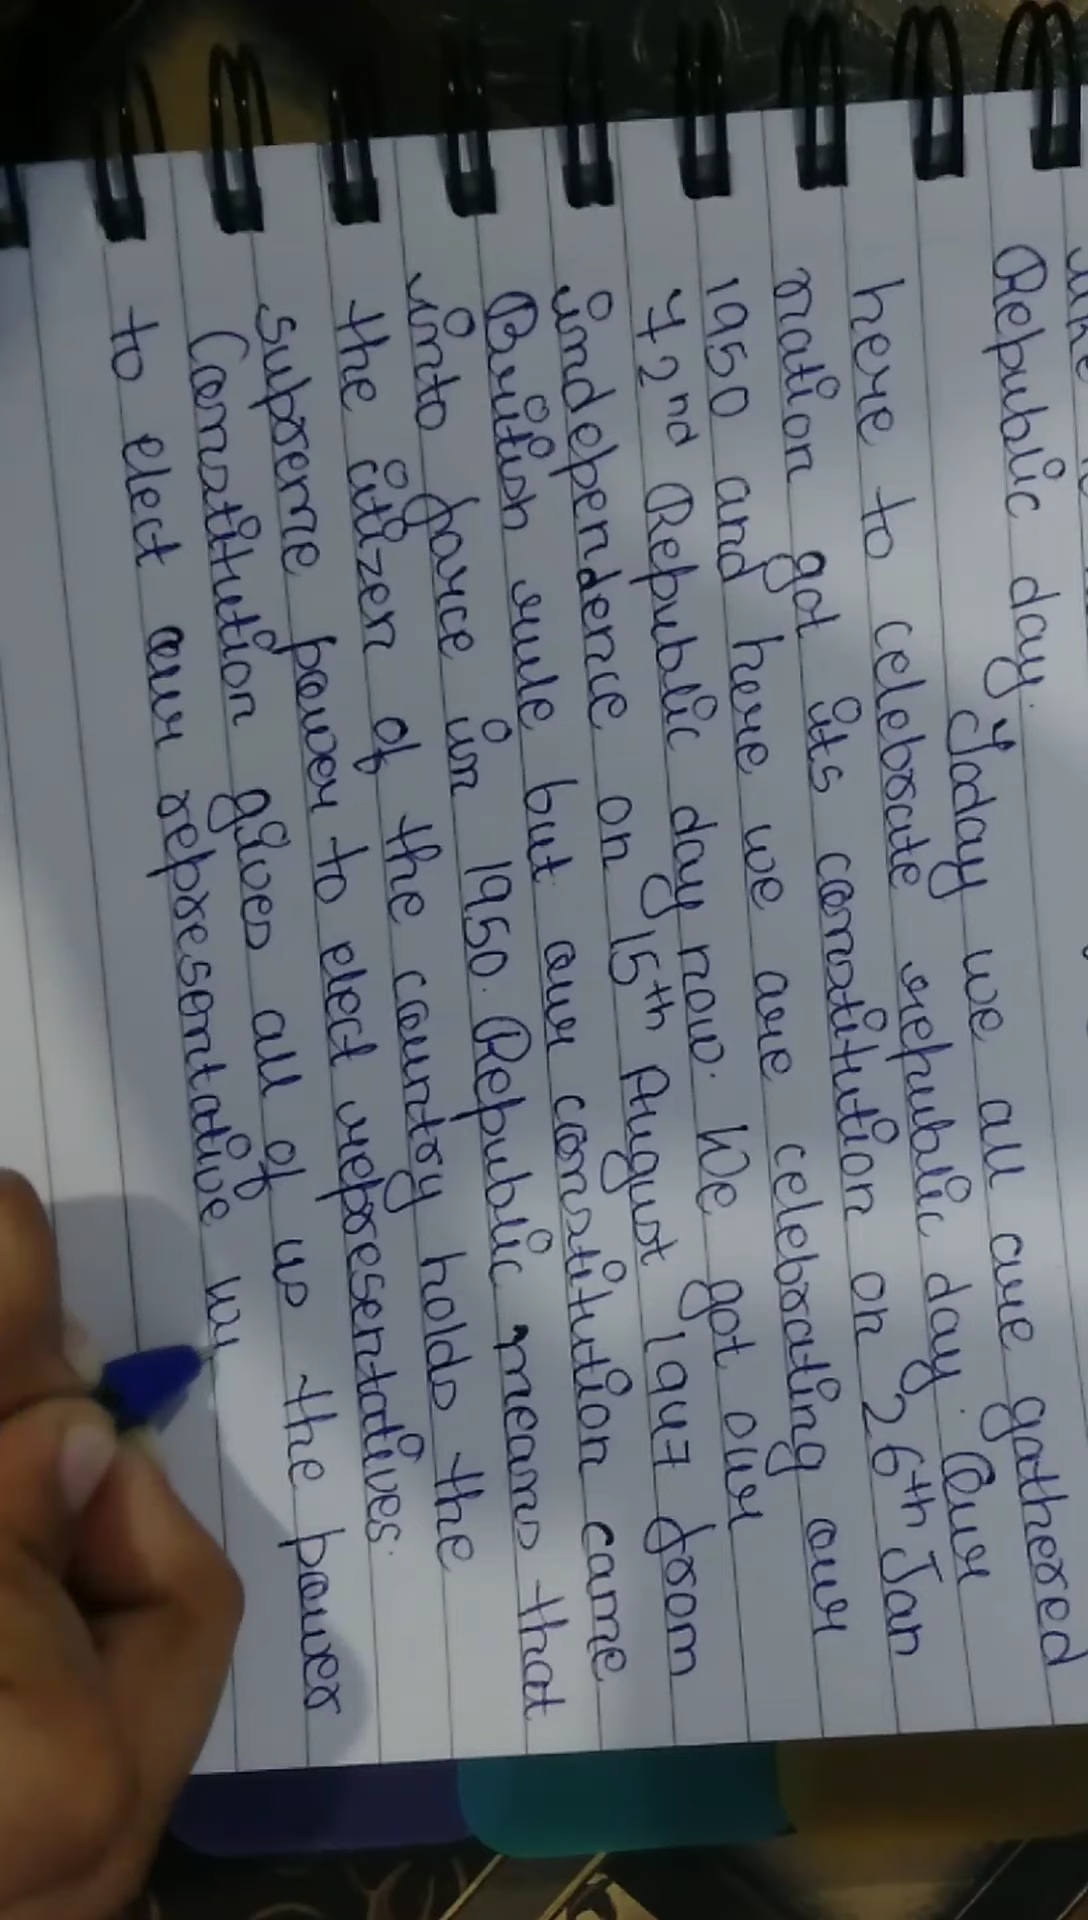 Republic day.
Today we all are gathered
here to celebrate republic day. Our
nation got its constitution on 26th Jan
1950 and here we are celebrating our
72nd Republic day now. We got our
independence on 15th August 1947 from
British rule but our constitution came
into force in 1950. Republic means that
the citizen of the country holds the
supreme power to elect representatives.
Constitution gives all of us the power
to elect our representative